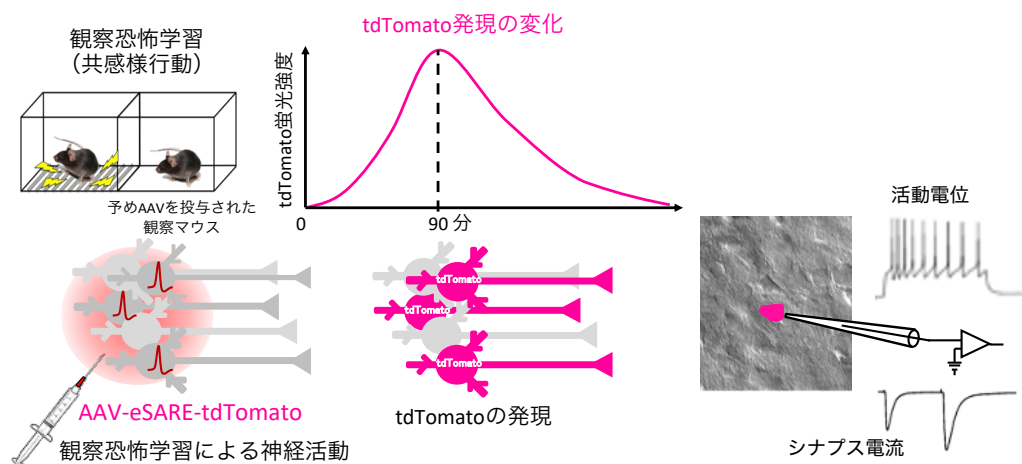 観察恐怖学習
（共感様行動）
予めAAVを投与された
観察マウス
tdTomato発現の変化
tdTomato蛍光強度
0
90 分
AAV-eSARE-tdTomato
観察恐怖学習による神経活動
tdTomato
tdTomato
tdTomato
tdTomatoの発現
活動電位
シナプス電流